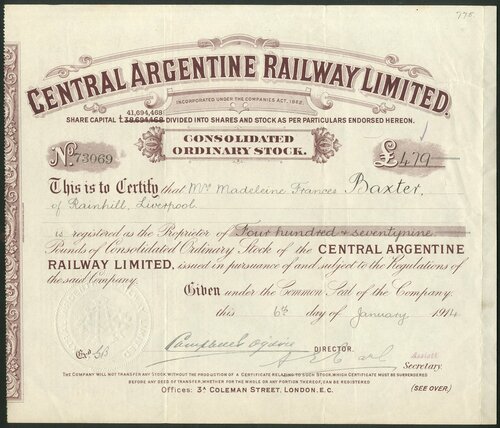 775.
CENTRAL ARGENTINE RAILWAY LIMITED.
INCORPORATED UNDER THE COMPANIES ACT, 1862.
41,694,468
SHARE CAPITAL £38,694,468 DIVIDED INTO SHARES AND STOCK AS PER PARTICULARS ENDORSED HEREON.
CONSOLIDATED
ORDINARY STOCK.
No. 73069
£479
This is to Certify that Mrs Madeleine Frances Baxter,
of Rainhill, Liverpool
is registered as the Proprietor of Four hundred & seventynine
Pounds of Consolidated Ordinary Stock of the CENTRAL ARGENTINE
RAILWAY LIMITED, issued in pursuance of and subject to the Regulations of
the said Company.
Given under the Common Seal of the Company,
this 6th day of January 1914
Campbell Ogilvie
DIRECTOR.
Exd
Assist
Secretary.
THE COMPANY WILL NOT TRANSFER ANY STOCK WITHOUT THE PRODUCTION OF A CERTIFICATE RELATING TO SUCH STOCK, WHICH CERTIFICATE MUST BE SURRENDERED
BEFORE ANY DEED OF TRANSFER, WHETHER FOR THE WHOLE OR ANY PORTION THEREOF, CAN BE REGISTERED
Offices: 3A COLEMAN STREET, LONDON, E.C.
(SEE OVER)